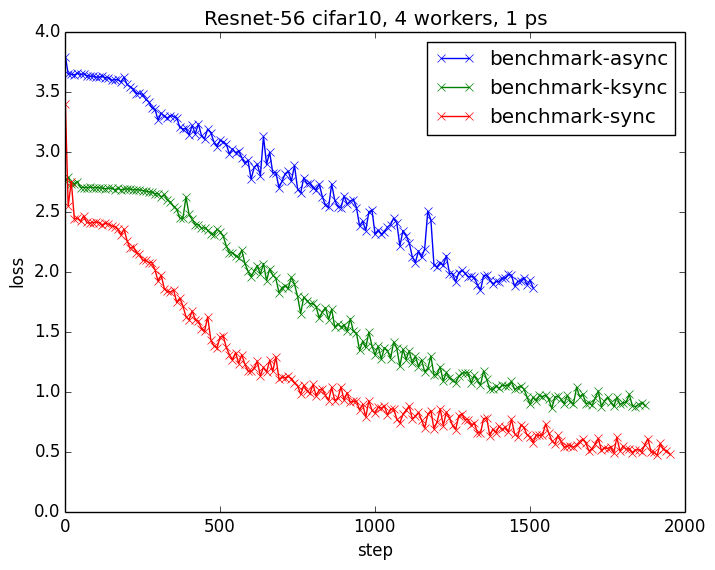 Resnet-56 cifar10, 4 workers, 1 ps
4.0
3.5
3.0
2.5
2.0
1.5
1.0
0.5
0.0
loss
benchmark-async
benchmark-ksync
benchmark-sync
0
500
1000
1500
2000
step